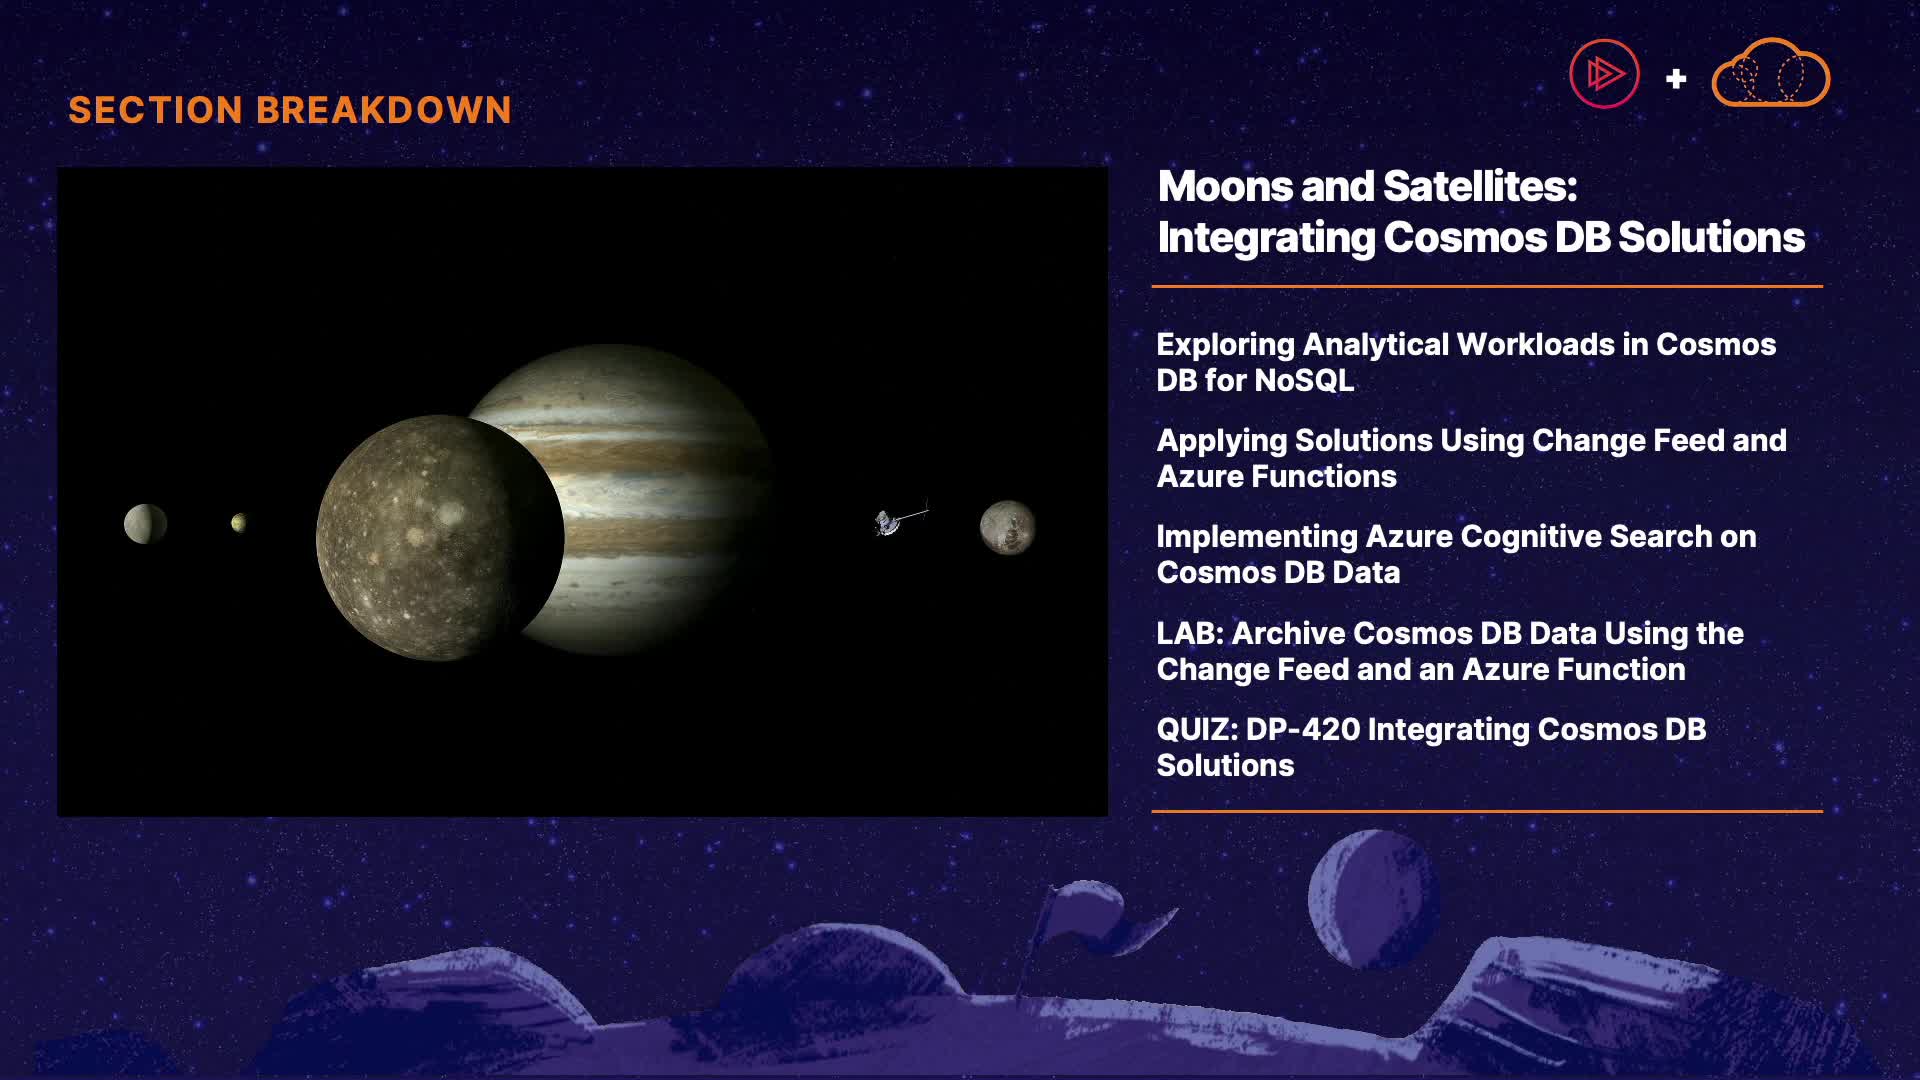 SECTION BREAKDOWN
+
Moons and Satellites:
Integrating Cosmos DB Solutions
Exploring Analytical Workloads in Cosmos
DB for NoSQL
Applying Solutions Using Change Feed and
Azure Functions
Implementing Azure Cognitive Search on
Cosmos DB Data
LAB: Archive Cosmos DB Data Using the
Change Feed and an Azure Function
QUIZ: DP-420 Integrating Cosmos DB
Solutions